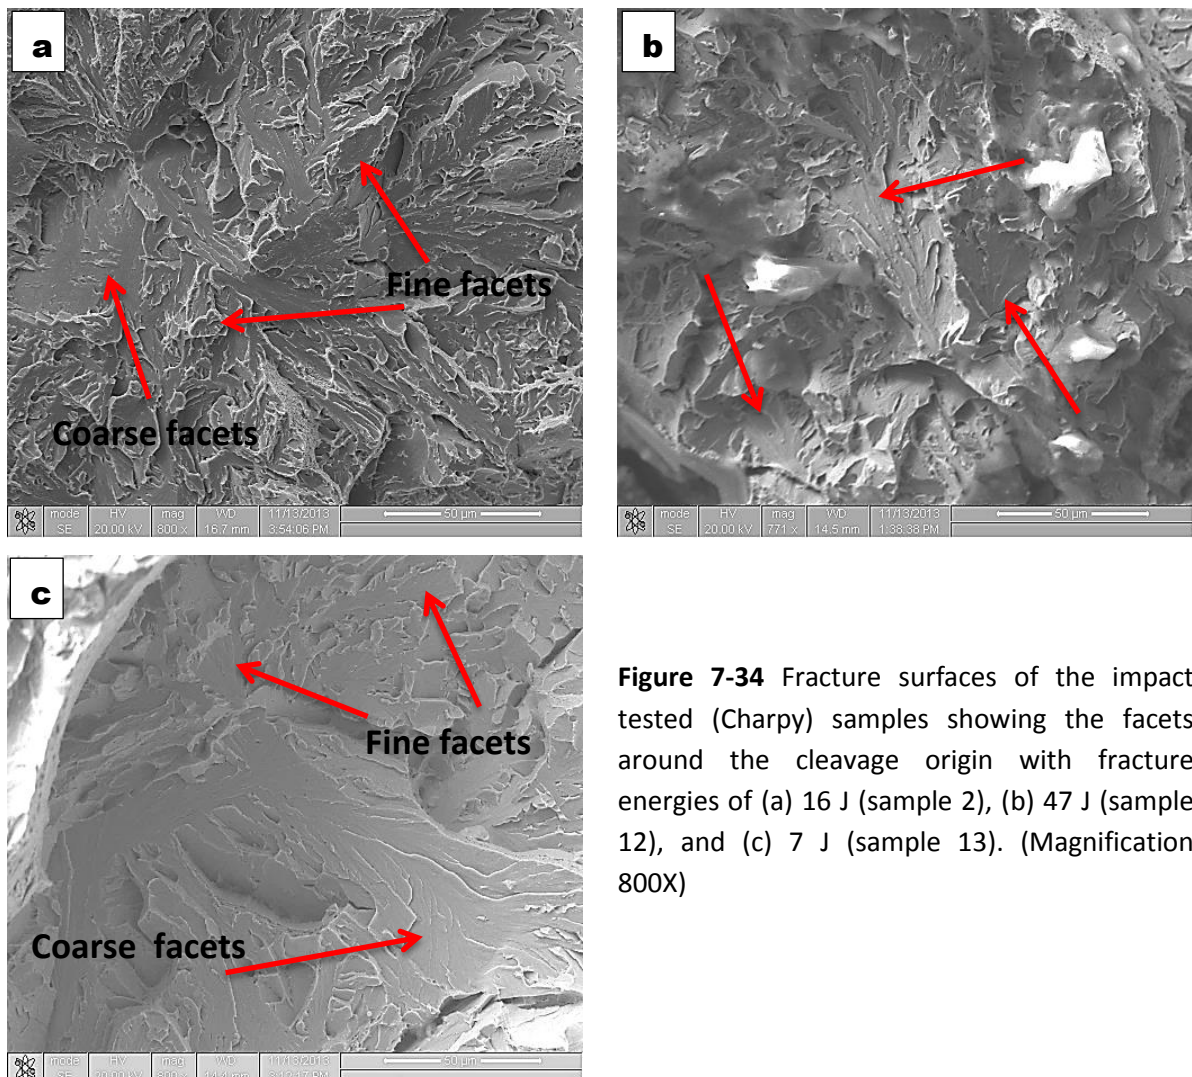 a
Fine facets
Coarse facets
mode HV mag WD 11/13/2013 50 µm
SE 20.00 kV 800 x 16.7 mm 3:54:06 PM
b
mode HV mag WD 11/13/2013 50 µm
SE 20.00 kV 771 x 14.5 mm 1:38:38 PM
c
Fine facets
Coarse facets
mode HV mag WD 11/13/2013 50 µm
Figure 7-34 Fracture surfaces of the impact
tested (Charpy) samples showing the facets
around the cleavage origin with fracture
energies of (a) 16 J (sample 2), (b) 47 J (sample
12), and (c) 7 J (sample 13). (Magnification
800X)